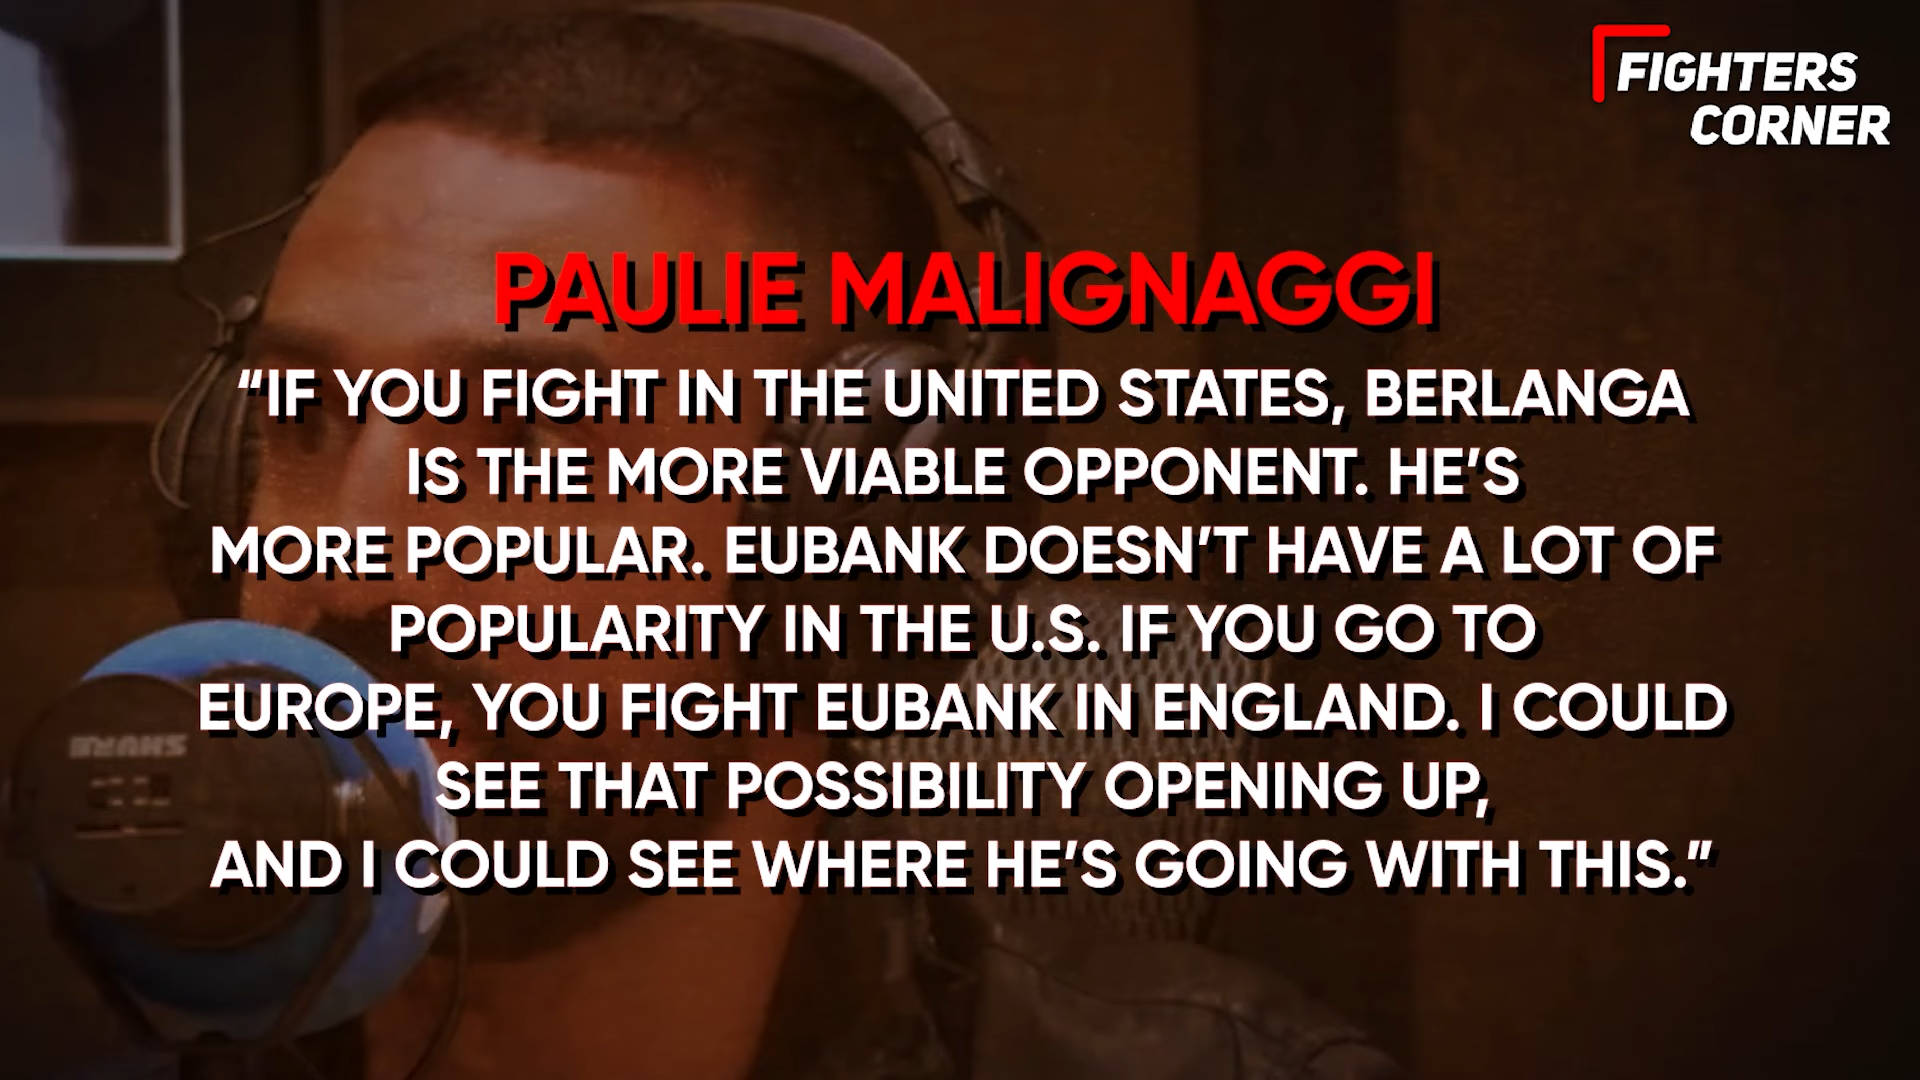 FIGHTERS
CORNER
PAULIE MALIGNAGGI
“IF YOU FIGHT IN THE UNITED STATES, BERLANGA
IS THE MORE VIABLE OPPONENT. HE’S
MORE POPULAR. EUBANK DOESN’T HAVE A LOT OF
POPULARITY IN THE U.S. IF YOU GO TO
EUROPE, YOU FIGHT EUBANK IN ENGLAND. I COULD
SEE THAT POSSIBILITY OPENING UP,
AND I COULD SEE WHERE HE’S GOING WITH THIS.”